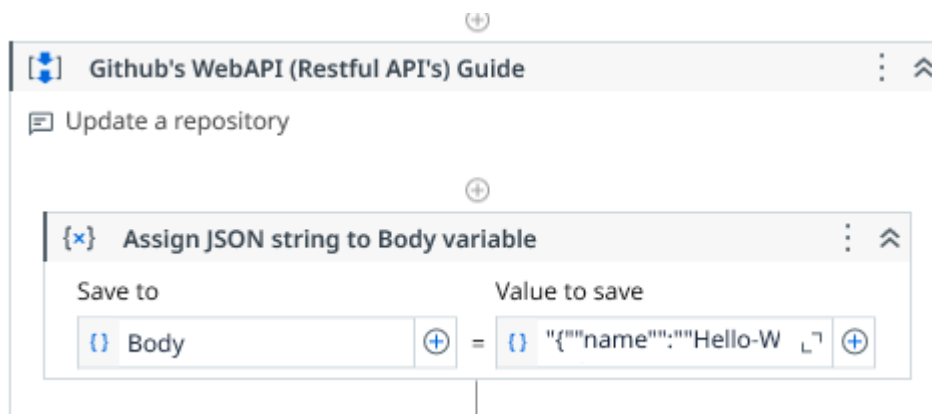 Github's WebAPI (Restful API's) Guide
Update a repository
{×} Assign JSON string to Body variable
Save to
Value to save
{} Body = {} "{""name"":""Hello-W